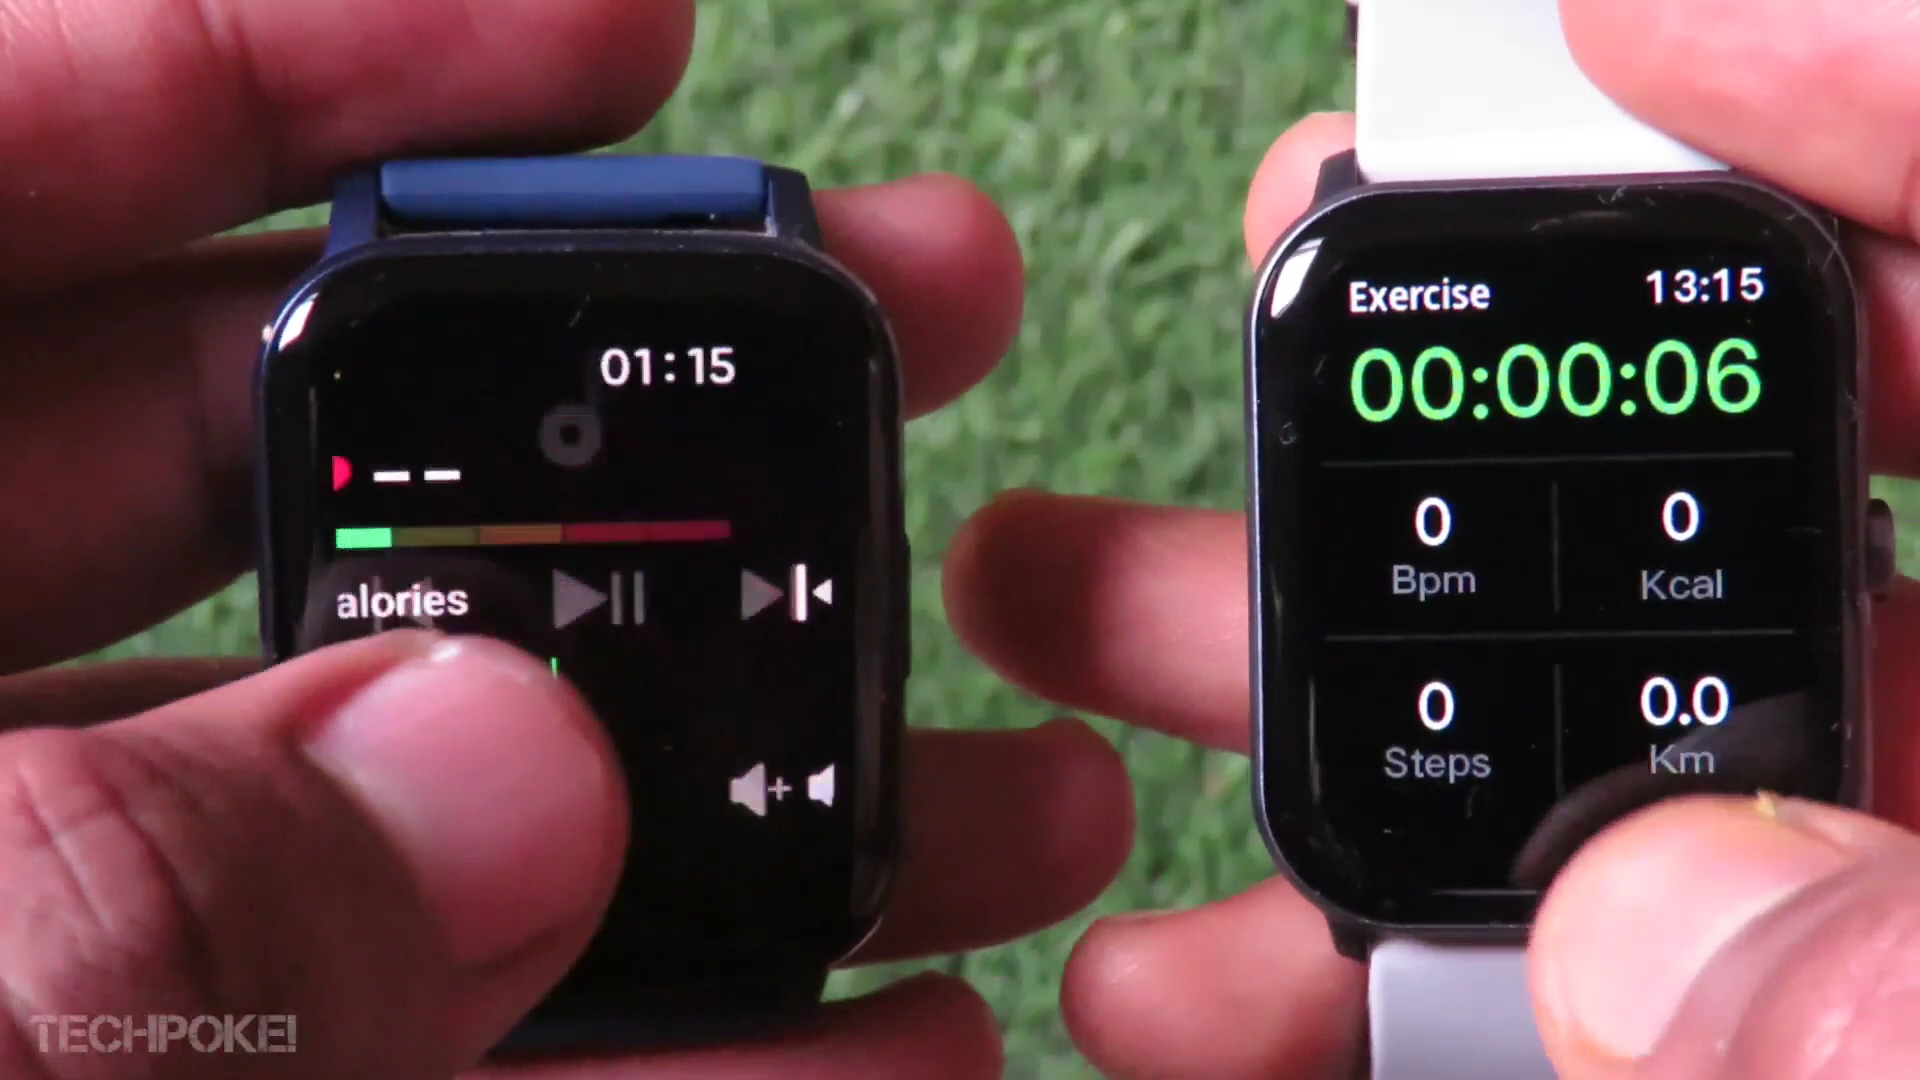 01:15
– –
alories
+
Exercise 13:15
00:00:06
0 0
Bpm Kcal
0 0.0
Steps Km
TECHPOKE!